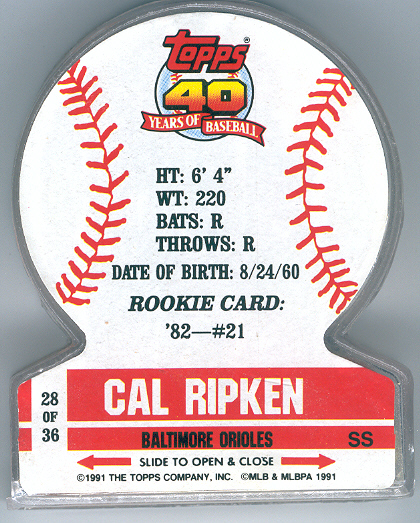 TOPPS
40
YEARS OF BASEBALL
HT: 6' 4"
WT: 220
BATS: R
THROWS: R
DATE OF BIRTH: 8/24/60
ROOKIE CARD:
'82—#21
28
OF
36
CAL RIPKEN
BALTIMORE ORIOLES SS
SLIDE TO OPEN & CLOSE
©1991 THE TOPPS COMPANY, INC. ©MLB & MLBPA 1991